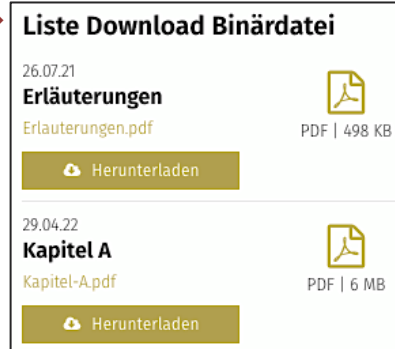 Liste Download Binärdatei
26.07.21
Erläuterungen
Erlauterungen.pdf
PDF | 498 KB
Herunterladen
29.04.22
Kapitel A
Kapitel-A.pdf
PDF | 6 MB
Herunterladen